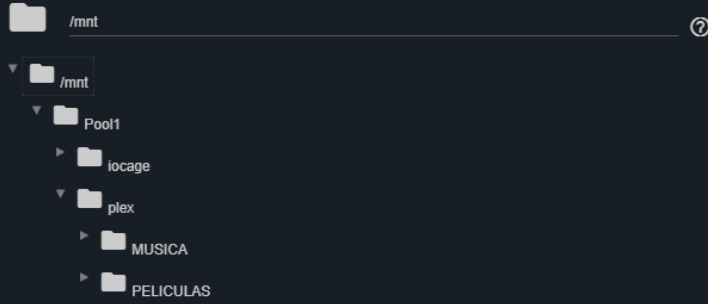 /mnt
/mnt
Pool1
iocage
plex
MUSICA
PELICULAS